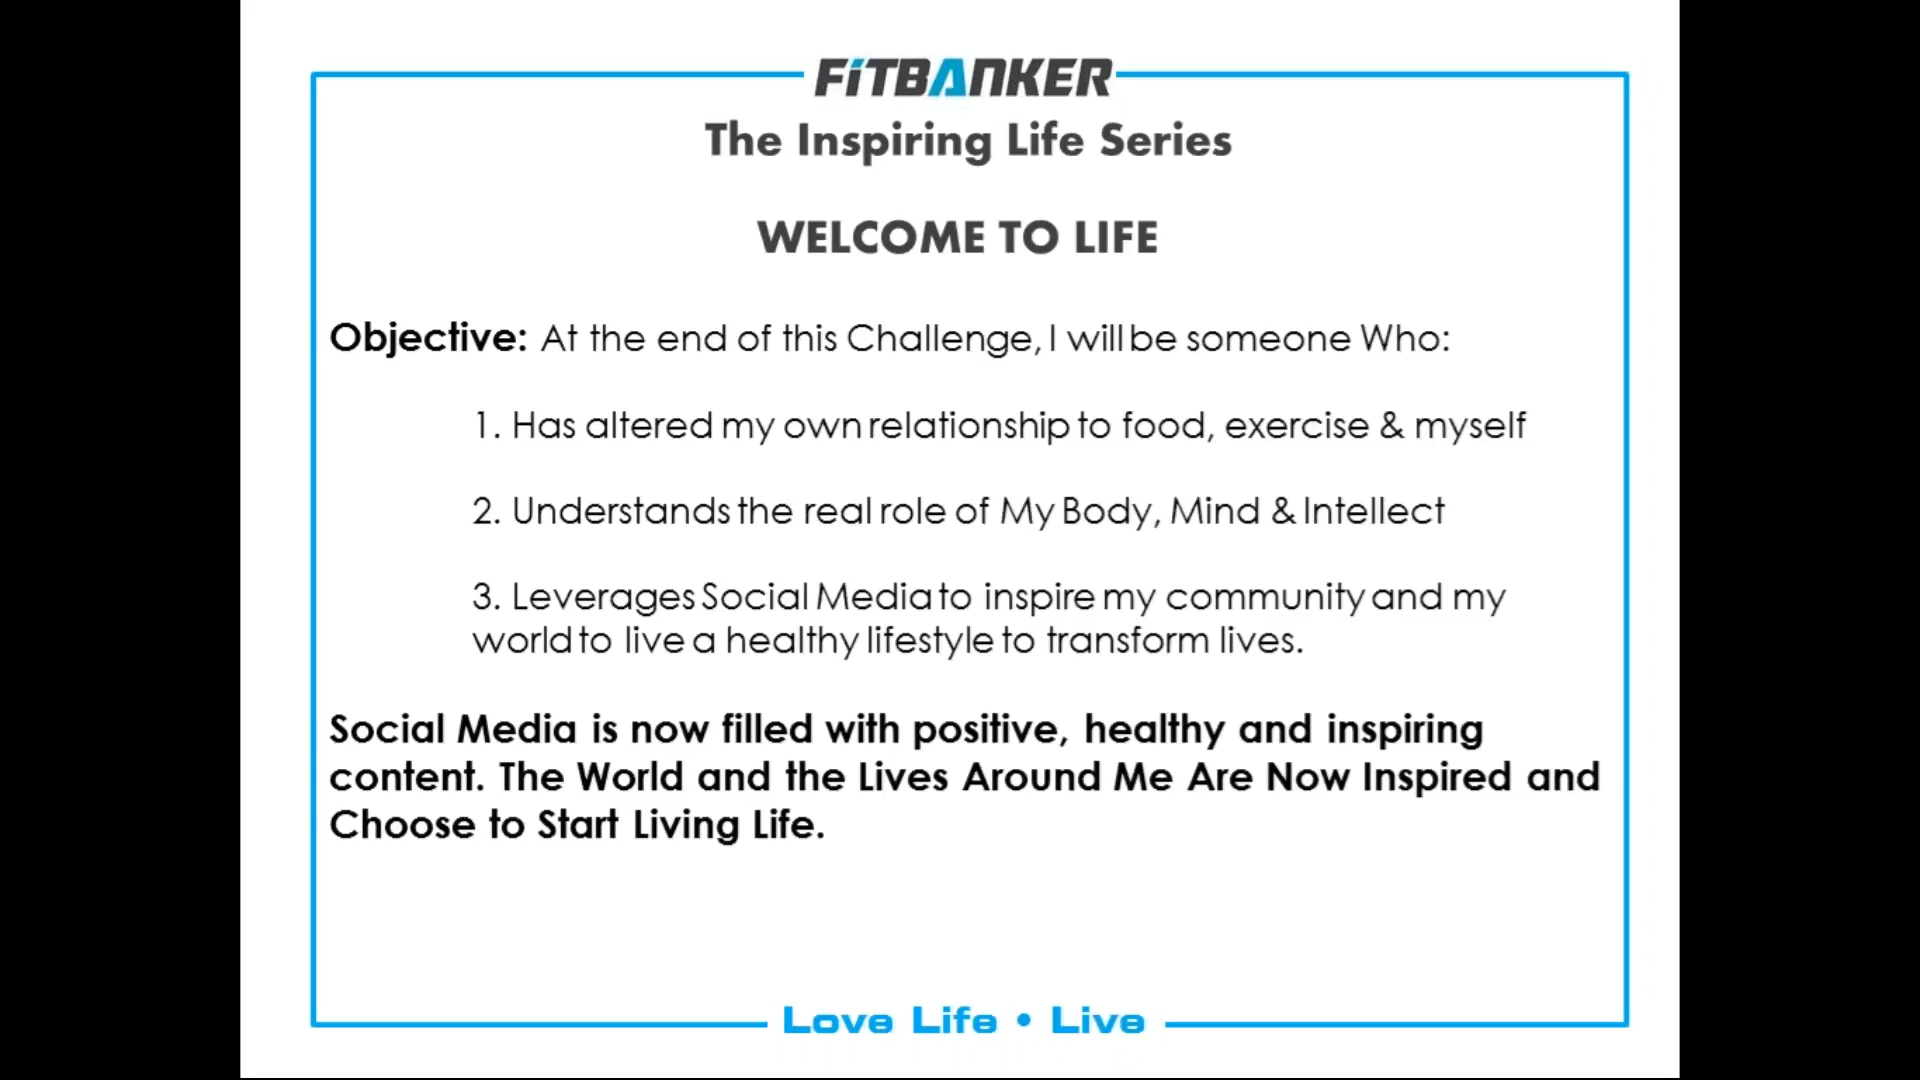 FiTBANKER
The Inspiring Life Series
WELCOME TO LIFE
Objective: At the end of this Challenge, I will be someone Who:
1. Has altered my own relationship to food, exercise & myself
2. Understands the real role of My Body, Mind & Intellect
3. Leverages Social Media to inspire my community and my
world to live a healthy lifestyle to transform lives.
Social Media is now filled with positive, healthy and inspiring
content. The World and the Lives Around Me Are Now Inspired and
Choose to Start Living Life.
Love Life • Live